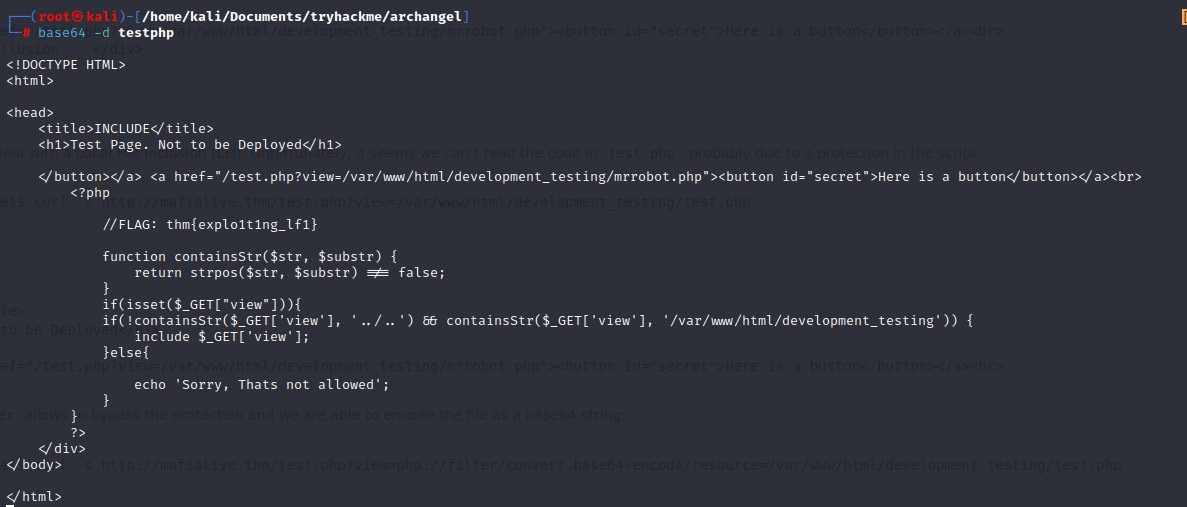 ┌──(root㉿kali)-[/home/kali/Documents/tryhackme/archangel]
└─# base64 -d testphp
<!DOCTYPE HTML>
<html>
<head>
<title>INCLUDE</title>
<h1>Test Page. Not to be Deployed</h1>
</button></a> <a href="/test.php?view=/var/www/html/development_testing/mrrobot.php"><button id="secret">Here is a button</button></a><br>
<?php
//FLAG: thm{explo1t1ng_lf1}
function containsStr($str, $substr) {
return strpos($str, $substr) !== false;
}
if(isset($_GET["view"])){
if(!containsStr($_GET['view'], '../..') && containsStr($_GET['view'], '/var/www/html/development_testing')) {
include $_GET['view'];
}else{
echo 'Sorry, Thats not allowed';
}
}
?>
</div>
</body>
</html>